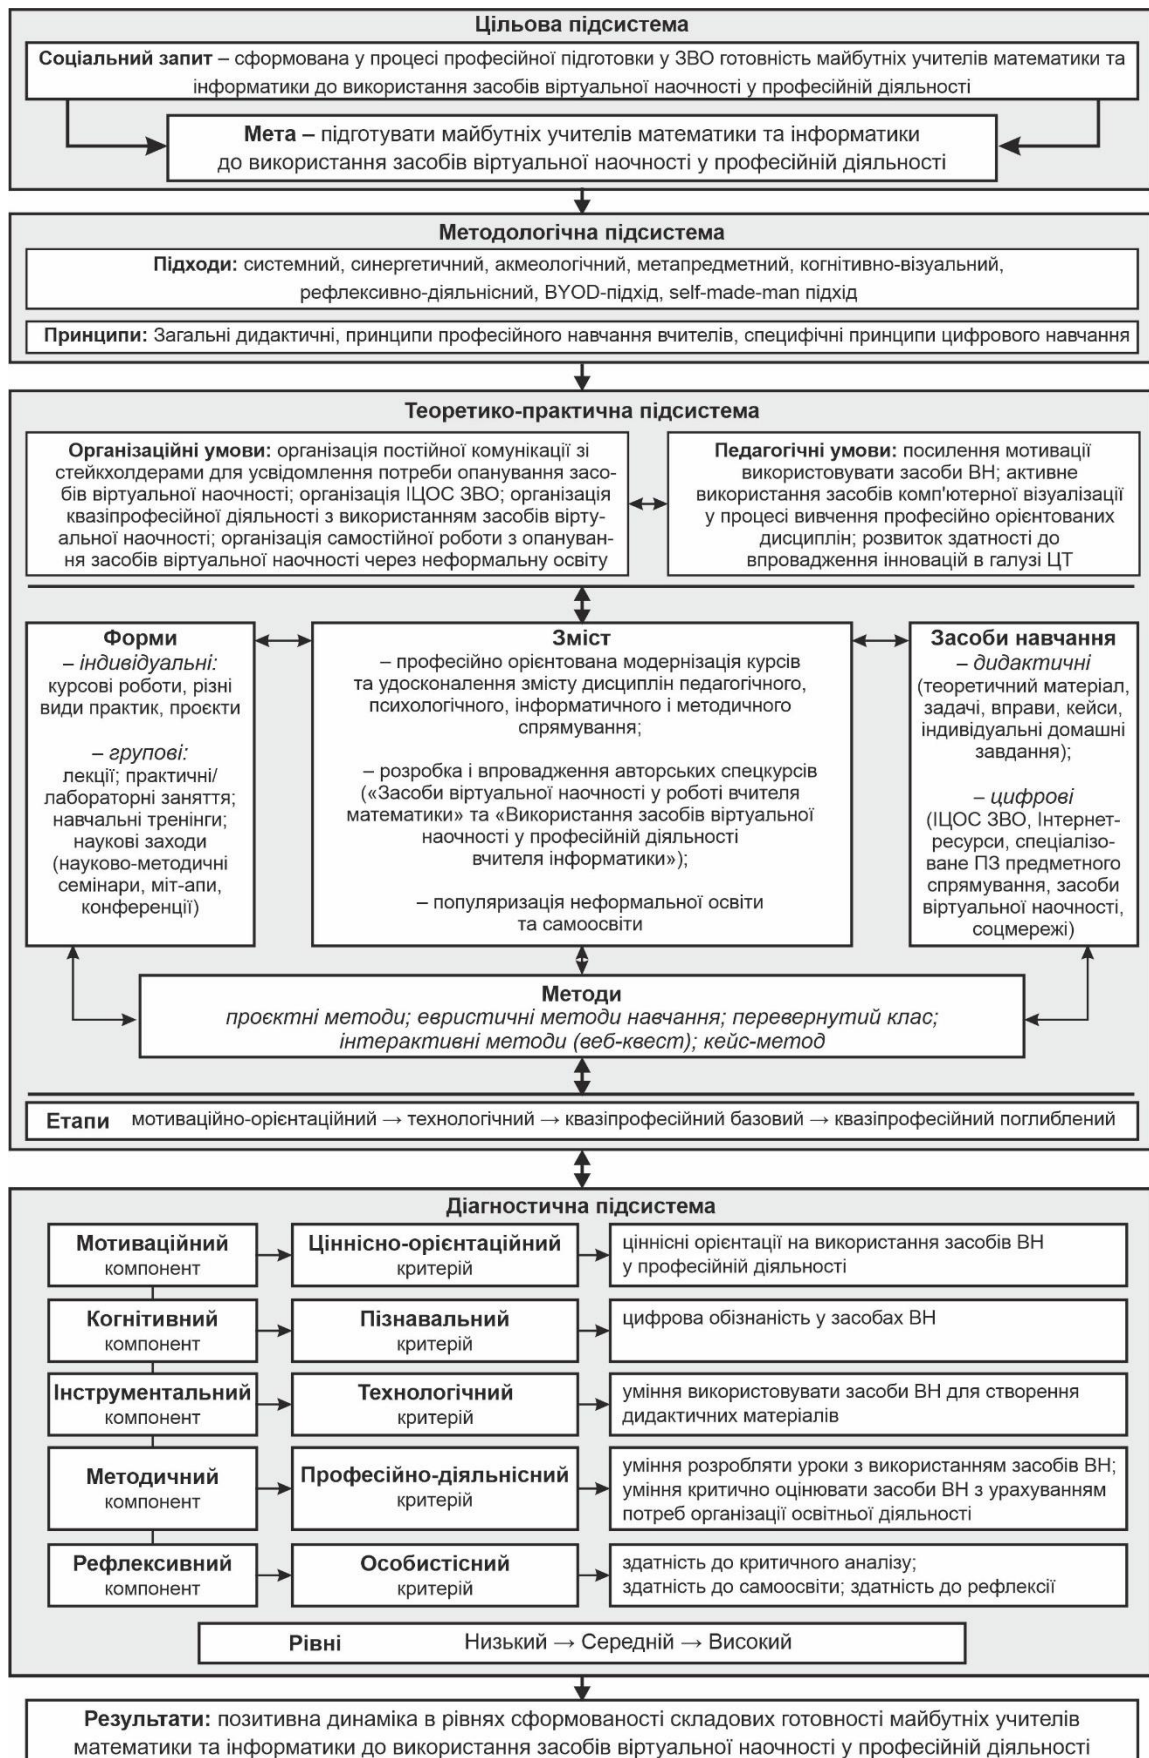 Цільова підсистема
Соціальний запит – сформована у процесі професійної підготовки у ЗВО готовність майбутніх учителів математики та
інформатики до використання засобів віртуальної наочності у професійній діяльності
Мета – підготувати майбутніх учителів математики та інформатики
до використання засобів віртуальної наочності у професійній діяльності
Методологічна підсистема
Підходи: системний, синергетичний, акмеологічний, метапредметний, когнітивно-візуальний,
рефлексивно-діяльнісний, BYOD-підхід, self-made-man підхід
Принципи: Загальні дидактичні, принципи професійного навчання вчителів, специфічні принципи цифрового навчання
Теоретико-практична підсистема
Організаційні умови: організація постійної комунікації зі
стейкхолдерами для усвідомлення потреби опанування засо-
бів віртуальної наочності; організація ІЦОС ЗВО; організація
квазіпрофесійної діяльності з використанням засобів вірту-
альної наочності; організація самостійної роботи з опануван-
ня засобів віртуальної наочності через неформальну освіту
Педагогічні умови: посилення мотивації
використовувати засоби ВН; активне
використання засобів комп'ютерної візуалізації
у процесі вивчення професійно орієнтованих
дисциплін; розвиток здатності до
впровадження інновацій в галузі ЦТ
Форми
– індивідуальні:
курсові роботи, різні
види практик, проєкти
– групові:
лекції; практичні/
лабораторні заняття;
навчальні тренінги;
наукові заходи
(науково-методичні
семінари, міт-апи,
конференції)
Зміст
– професійно орієнтована модернізація курсів
та удосконалення змісту дисциплін педагогічного,
психологічного, інформатичного і методичного
спрямування;
– розробка і впровадження авторських спецкурсів
(«Засоби віртуальної наочності у роботі вчителя
математики» та «Використання засобів віртуальної
наочності у професійній діяльності
вчителя інформатики»);
– популяризація неформальної освіти
та самоосвіти
Засоби навчання
– дидактичні
(теоретичний матеріал,
задачі, вправи, кейси,
індивідуальні домашні
завдання);
– цифрові
(ІЦОС ЗВО, Інтернет-
ресурси, спеціалізо-
ване ПЗ предметного
спрямування, засоби
віртуальної наочності,
соцмережі)
Методи
проєктні методи; евристичні методи навчання; перевернутий клас;
інтерактивні методи (веб-квест); кейс-метод
Етапи мотиваційно-орієнтаційний → технологічний → квазіпрофесійний базовий → квазіпрофесійний поглиблений
Діагностична підсистема
Мотиваційний
компонент
Ціннісно-орієнтаційний
критерій
ціннісні орієнтації на використання засобів ВН
у професійній діяльності
Когнітивний
компонент
Пізнавальний
критерій
цифрова обізнаність у засобах ВН
Інструментальний
компонент
Технологічний
критерій
уміння використовувати засоби ВН для створення
дидактичних матеріалів
Методичний
компонент
Професійно-діяльнісний
критерій
уміння розробляти уроки з використанням засобів ВН;
уміння критично оцінювати засоби ВН з урахуванням
потреб організації освітньої діяльності
Рефлексивний
компонент
Особистісний
критерій
здатність до критичного аналізу;
здатність до самоосвіти; здатність до рефлексії
Рівні Низький → Середній → Високий
Результати: позитивна динаміка в рівнях сформованості складових готовності майбутніх учителів
математики та інформатики до використання засобів віртуальної наочності у професійній діяльності